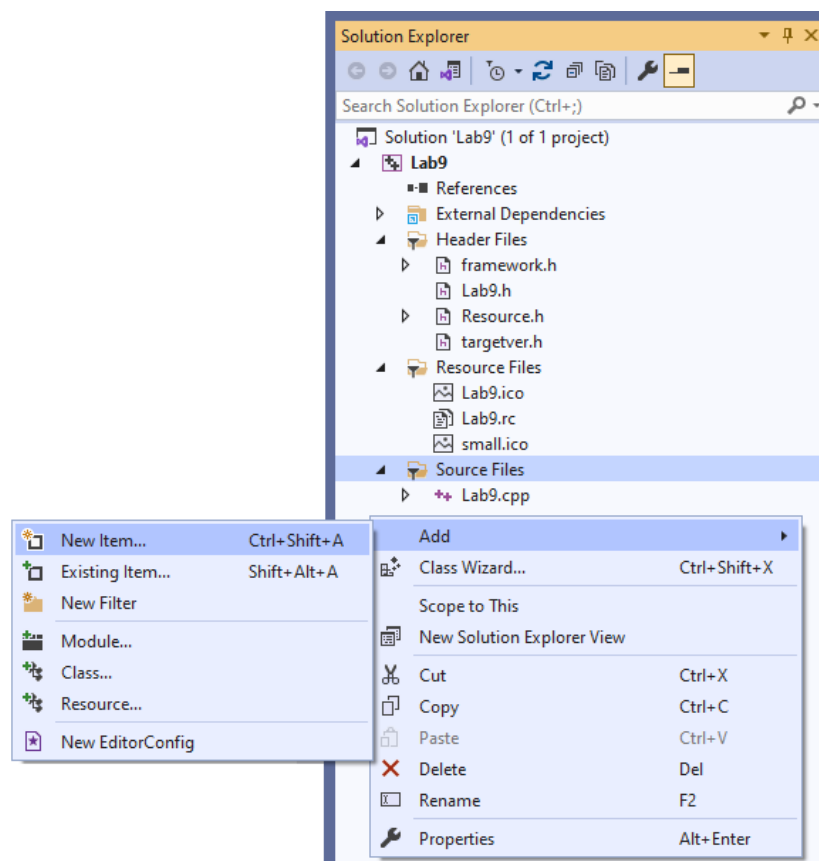 Solution Explorer
Search Solution Explorer (Ctrl+;)
Solution 'Lab9' (1 of 1 project)
Lab9
References
External Dependencies
Header Files
framework.h
Lab9.h
Resource.h
targetver.h
Resource Files
Lab9.ico
Lab9.rc
small.ico
Source Files
Lab9.cpp
New Item... Ctrl+Shift+A
Existing Item... Shift+Alt+A
New Filter
Module...
Class...
Resource...
New EditorConfig
Add
Class Wizard... Ctrl+Shift+X
Scope to This
New Solution Explorer View
Cut Ctrl+X
Copy Ctrl+C
Paste Ctrl+V
Delete Del
Rename F2
Properties Alt+Enter